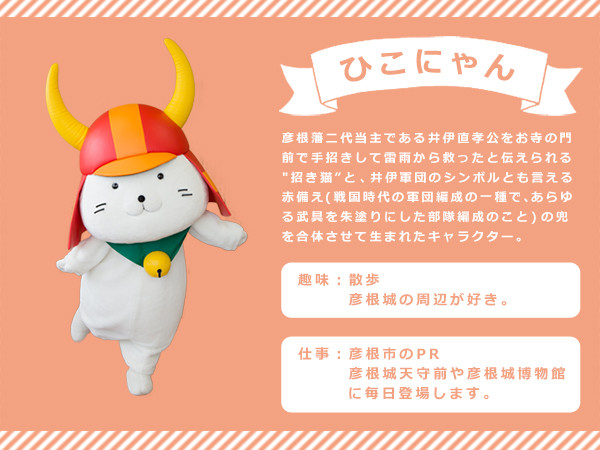 ひこにゃん
彦根藩二代当主である井伊直孝公をお寺の門
前で手招きして雷雨から救ったと伝えられる
"招き猫”と、井伊軍団のシンボルとも言える
赤備え(戦国時代の軍団編成の一種で、あらゆ
る武具を朱塗りにした部隊編成のこと)の兜
を合体させて生まれたキャラクター。
趣味：散歩
彦根城の周辺が好き。
仕事：彦根市のPR
彦根城天守前や彦根城博物館
に毎日登場します。